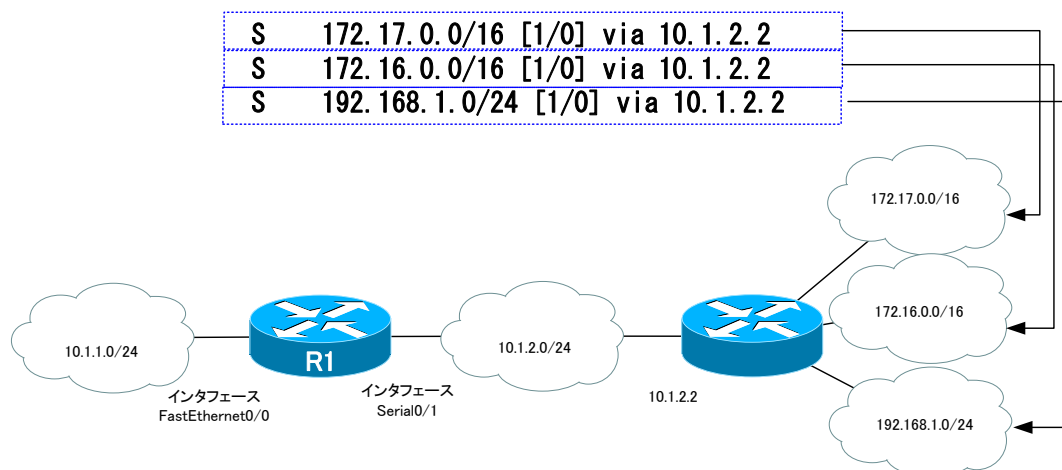 S 172.17.0.0/16 [1/0] via 10.1.2.2
S 172.16.0.0/16 [1/0] via 10.1.2.2
S 192.168.1.0/24 [1/0] via 10.1.2.2
172.17.0.0/16
172.16.0.0/16
10.1.1.0/24
R1
10.1.2.0/24
インタフェース
FastEthernet0/0
インタフェース
Serial0/1
10.1.2.2
192.168.1.0/24